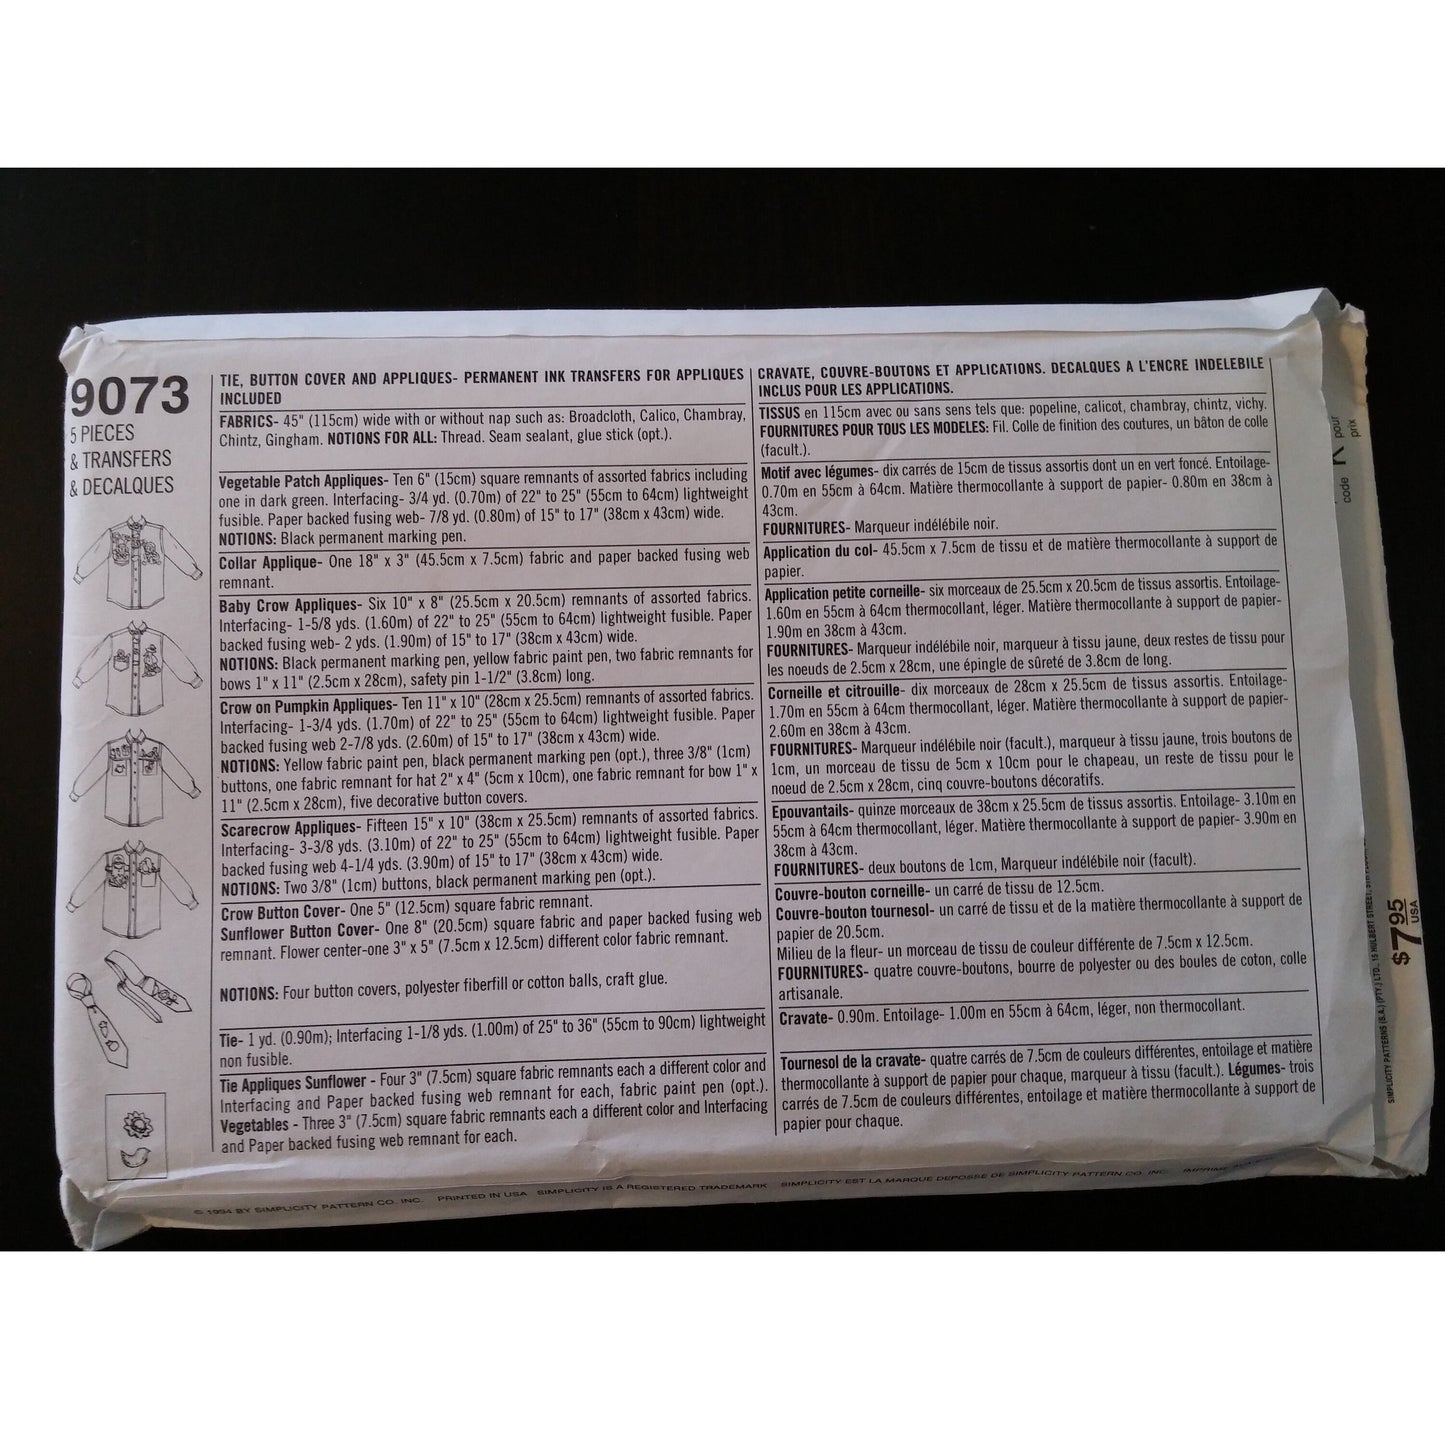 9073
5 PIECES
& TRANSFERS
& DECALQUES
TIE, BUTTON COVER AND APPLIQUES- PERMANENT INK TRANSFERS FOR APPLIQUES
INCLUDED
FABRICS- 45" (115cm) wide with or without nap such as: Broadcloth, Calico, Chambray,
Chintz, Gingham. NOTIONS FOR ALL: Thread. Seam sealant, glue stick (opt.).
Vegetable Patch Appliques- Ten 6" (15cm) square remnants of assorted fabrics including
one in dark green. Interfacing- 3/4 yd. (0.70m) of 22" to 25" (55cm to 64cm) lightweight
fusible. Paper backed fusing web- 7/8 yd. (0.80m) of 15" to 17" (38cm x 43cm) wide.
NOTIONS: Black permanent marking pen.
Collar Applique- One 18" x 3" (45.5cm x 7.5cm) fabric and paper backed fusing web
remnant.
Baby Crow Appliques- Six 10" x 8" (25.5cm x 20.5cm) remnants of assorted fabrics.
Interfacing- 1-5/8 yds. (1.60m) of 22" to 25" (55cm to 64cm) lightweight fusible. Paper
backed fusing web- 2 yds. (1.90m) of 15" to 17" (38cm x 43cm) wide.
NOTIONS: Black permanent marking pen, yellow fabric paint pen, two fabric remnants for
bows 1" x 11" (2.5cm x 28cm), safety pin 1-1/2" (3.8cm) long.
Crow on Pumpkin Appliques- Ten 11" x 10" (28cm x 25.5cm) remnants of assorted fabrics.
Interfacing- 1-3/4 yds. (1.70m) of 22" to 25" (55cm to 64cm) lightweight fusible. Paper
backed fusing web 2-7/8 yds. (2.60m) of 15" to 17" (38cm x 43cm) wide.
NOTIONS: Yellow fabric paint pen, black permanent marking pen (opt.), three 3/8" (1cm)
buttons, one fabric remnant for hat 2" x 4" (5cm x 10cm), one fabric remnant for bow 1" x
11" (2.5cm x 28cm), five decorative button covers.
Scarecrow Appliques- Fifteen 15" x 10" (38cm x 25.5cm) remnants of assorted fabrics.
Interfacing- 3-3/8 yds. (3.10m) of 22" to 25" (55cm to 64cm) lightweight fusible. Paper
backed fusing web 4-1/4 yds. (3.90m) of 15" to 17" (38cm x 43cm) wide.
NOTIONS: Two 3/8" (1cm) buttons, black permanent marking pen (opt.).
Crow Button Cover- One 5" (12.5cm) square fabric remnant.
Sunflower Button Cover- One 8" (20.5cm) square fabric and paper backed fusing web
remnant. Flower center-one 3" x 5" (7.5cm x 12.5cm) different color fabric remnant.
NOTIONS: Four button covers, polyester fiberfill or cotton balls, craft glue.
Tie- 1 yd. (0.90m); Interfacing 1-1/8 yds. (1.00m) of 25" to 36" (55cm to 90cm) lightweight
non fusible.
Tie Appliques Sunflower - Four 3" (7.5cm) square fabric remnants each a different color and
Interfacing and Paper backed fusing web remnant for each, fabric paint pen (opt.).
Vegetables - Three 3" (7.5cm) square fabric remnants each a different color and Interfacing
and Paper backed fusing web remnant for each.
CRAVATE, COUVRE-BOUTONS ET APPLICATIONS. DECALQUES A L'ENCRE INDELEBILE
INCLUS POUR LES APPLICATIONS.
TISSUS en 115cm avec ou sans sens tels que: popeline, calicot, chambray, chintz, vichy.
FOURNITURES POUR TOUS LES MODELES: Fil. Colle de finition des coutures, un bâton de colle
(facult.).
Motif avec légumes- dix carrés de 15cm de tissus assortis dont un en vert foncé. Entoilage-
0.70m en 55cm à 64cm. Matière thermocollante à support de papier- 0.80m en 38cm à
43cm.
FOURNITURES- Marqueur indélébile noir.
Application du col- 45.5cm x 7.5cm de tissu et de matière thermocollante à support de
papier.
Application petite corneille- six morceaux de 25.5cm x 20.5cm de tissus assortis. Entoilage-
1.60m en 55cm à 64cm thermocollant, léger. Matière thermocollante à support de papier-
1.90m en 38cm à 43cm.
FOURNITURES- Marqueur indélébile noir, marqueur à tissu jaune, deux restes de tissu pour
les noeuds de 2.5cm x 28cm, une épingle de sûreté de 3.8cm de long.
Corneille et citrouille- dix morceaux de 28cm x 25.5cm de tissus assortis. Entoilage-
1.70m en 55cm à 64cm thermocollant, léger. Matière thermocollante à support de papier-
2.60m en 38cm à 43cm.
FOURNITURES- Marqueur indélébile noir (facult.), marqueur à tissu jaune, trois boutons de
1cm, un morceau de tissu de 5cm x 10cm pour le chapeau, un reste de tissu pour le
noeud de 2.5cm x 28cm, cinq couvre-boutons décoratifs.
Epouvantails- quinze morceaux de 38cm x 25.5cm de tissus assortis. Entoilage- 3.10m en
55cm à 64cm thermocollant, léger. Matière thermocollante à support de papier- 3.90m en
38cm à 43cm.
FOURNITURES- deux boutons de 1cm, Marqueur indélébile noir (facult).
Couvre-bouton corneille- un carré de tissu de 12.5cm.
Couvre-bouton tournesol- un carré de tissu et de la matière thermocollante à support de
papier de 20.5cm.
Milieu de la fleur- un morceau de tissu de couleur différente de 7.5cm x 12.5cm.
FOURNITURES- quatre couvre-boutons, bourre de polyester ou des boules de coton, colle
artisanale.
Cravate- 0.90m. Entoilage- 1.00m en 55cm à 64cm, léger, non thermocollant.
Tournesol de la cravate- quatre carrés de 7.5cm de couleurs différentes, entoilage et matière
thermocollante à support de papier pour chaque, marqueur à tissu (facult.). Légumes- trois
carrés de 7.5cm de couleurs différentes, entoilage et matière thermocollante à support de
papier pour chaque.
© 1994 BY SIMPLICITY PATTERN CO. INC. PRINTED IN USA SIMPLICITY IS A REGISTERED TRADEMARK SIMPLICITY EST LA MARQUE DEPOSSE DE SIMPLICITY PATTERN CO. INC.
code K pour
prix
SIMPLICITY PATTERNS (S.A.) (PTY.) LTD., 15 HULBERT STREET,
$7.95
USA